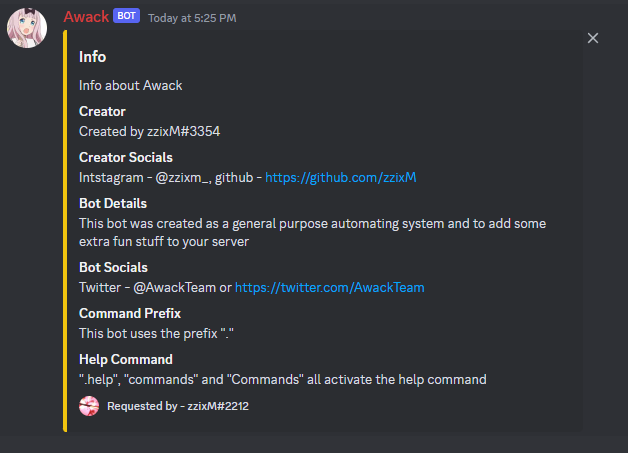 Awack BOT Today at 5:25 PM
Info
Info about Awack
Creator
Created by zzixM#3354
Creator Socials
Intstagram - @zzixm_, github - https://github.com/zzixM
Bot Details
This bot was created as a general purpose automating system and to add some
extra fun stuff to your server
Bot Socials
Twitter - @AwackTeam or https://twitter.com/AwackTeam
Command Prefix
This bot uses the prefix "."
Help Command
".help", "commands" and "Commands" all activate the help command
Requested by - zzixM#2212